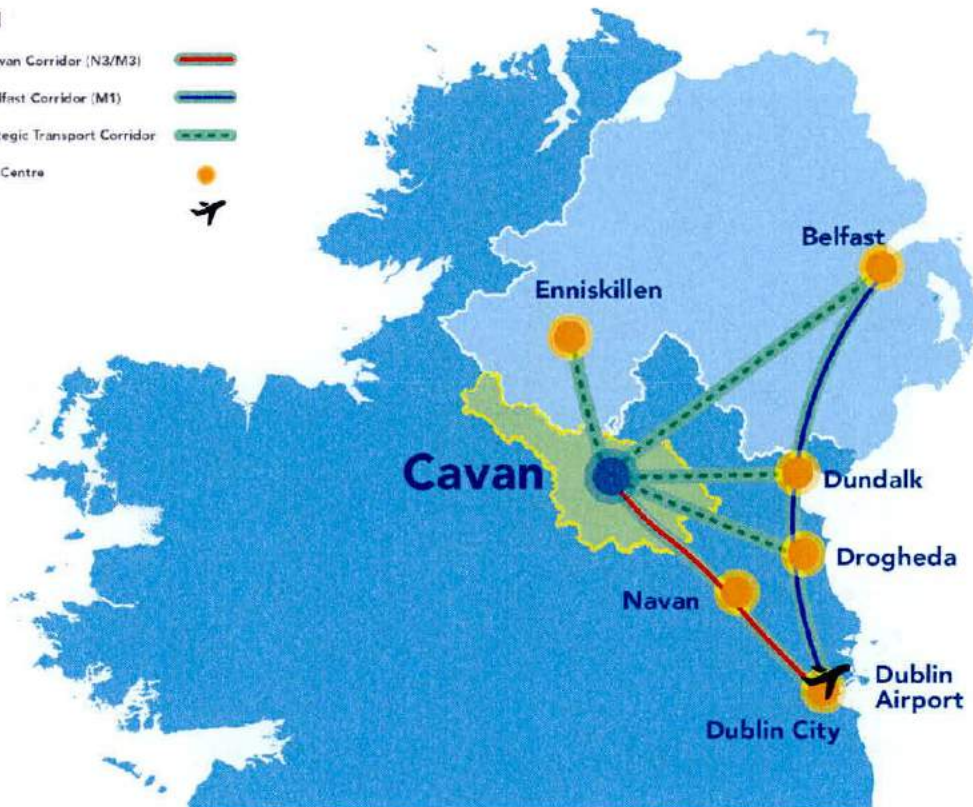 van Corridor (N3/M3)
lfast Corridor (M1)
tegic Transport Corridor
Centre
Belfast
Enniskillen
Cavan
Dundalk
Drogheda
Navan
Dublin
Airport
Dublin City